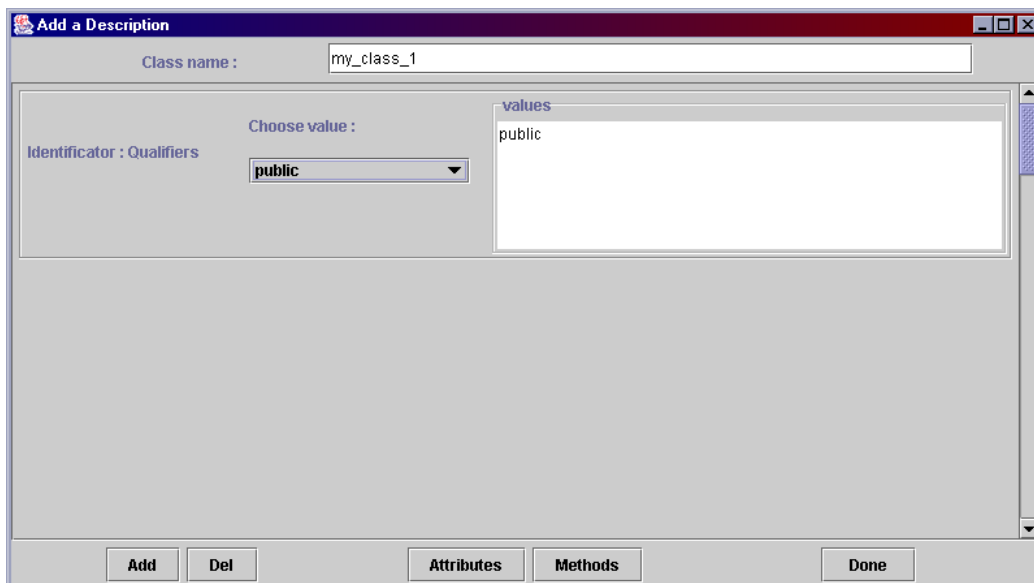 Add a Description
Class name : my_class_1
Identificator : Qualifiers
Choose value :
public
values
public
Add Del Attributes Methods Done